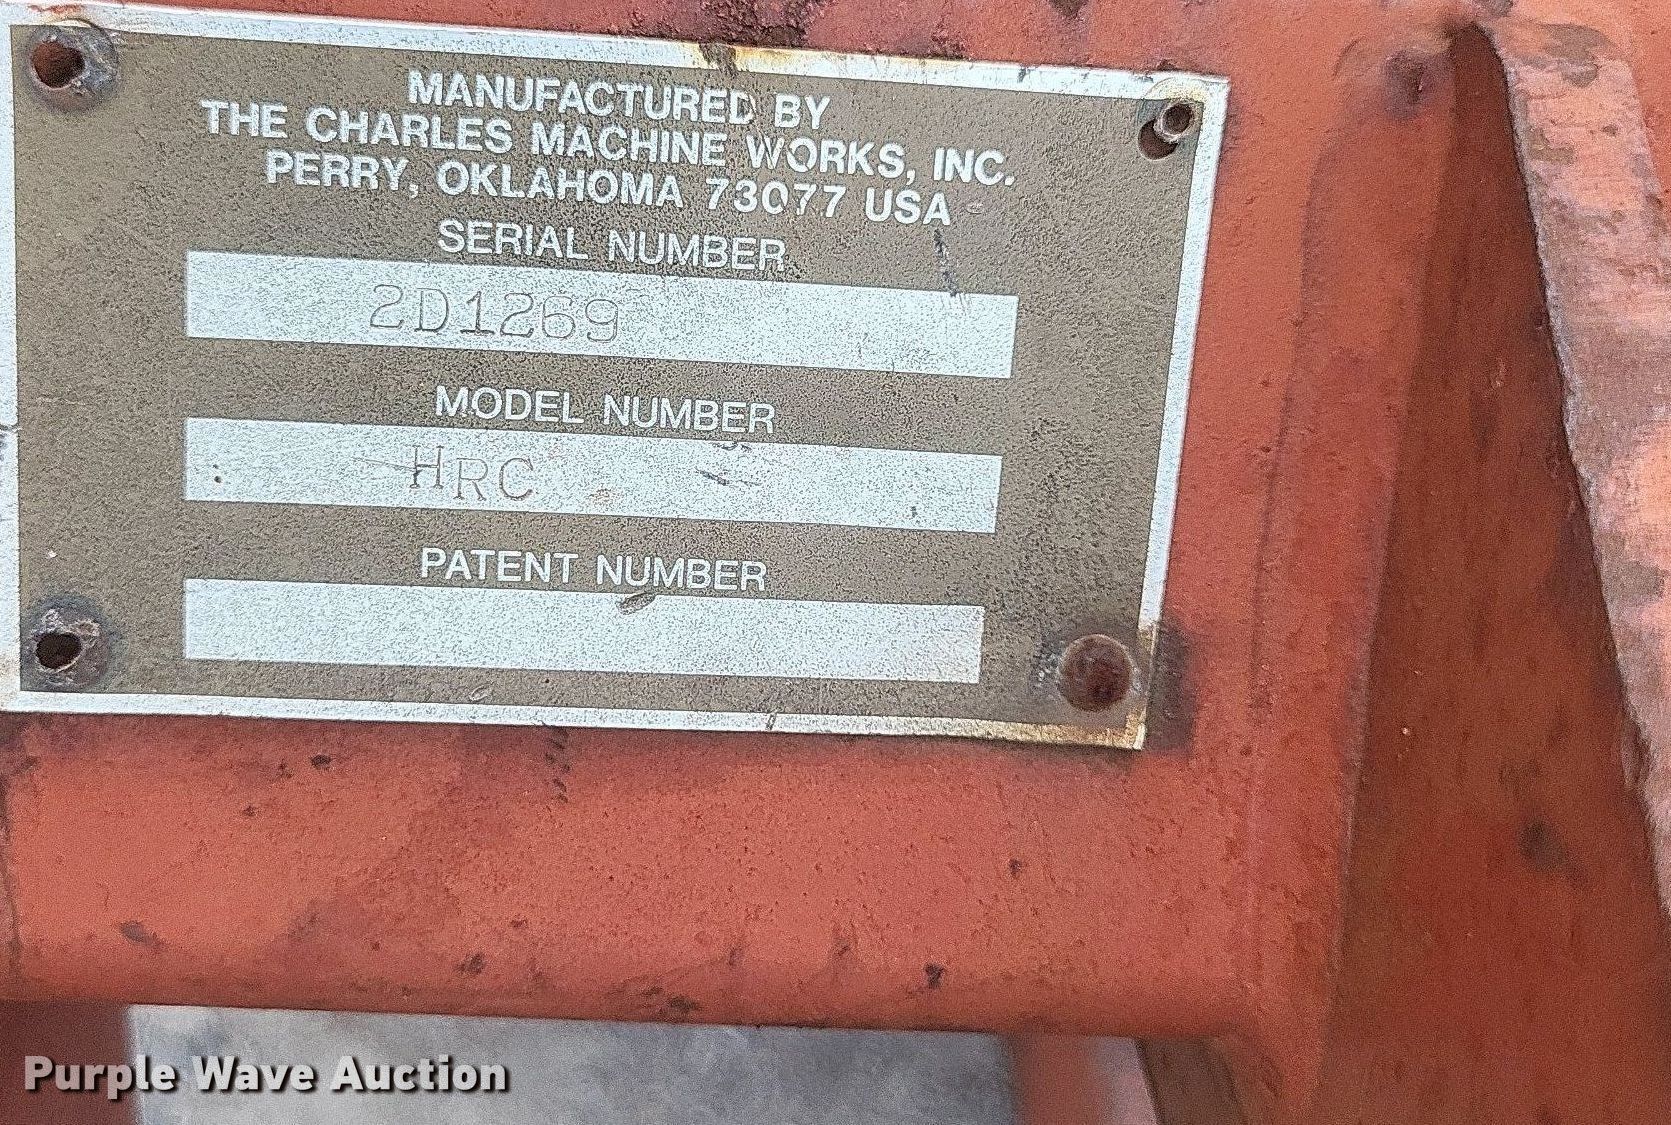 MANUFACTURED BY
THE CHARLES MACHINE WORKS, INC.
PERRY, OKLAHOMA 73077 USA
SERIAL NUMBER
2D1269
MODEL NUMBER
HRC
PATENT NUMBER
Purple Wave Auction